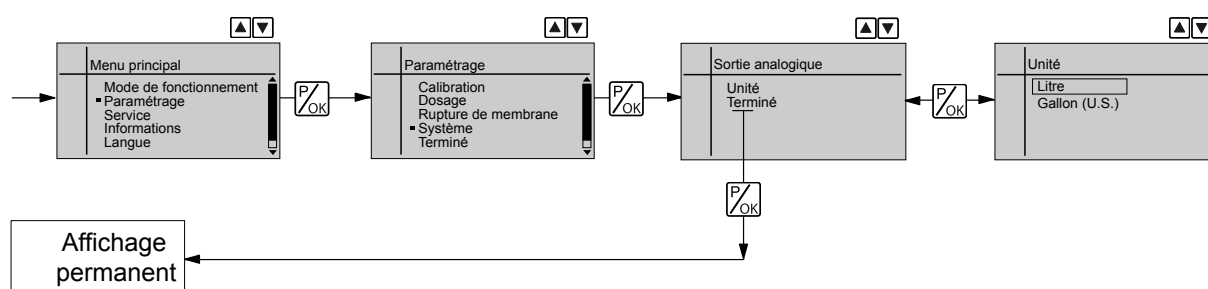 Menu principal
Mode de fonctionnement
Paramétrage
Service
Informations
Langue
P/OK
Paramétrage
Calibration
Dosage
Rupture de membrane
Système
Terminé
P/OK
Sortie analogique
Unité
Terminé
P/OK
Unité
Litre
Gallon (U.S.)
P/OK
Affichage
permanent